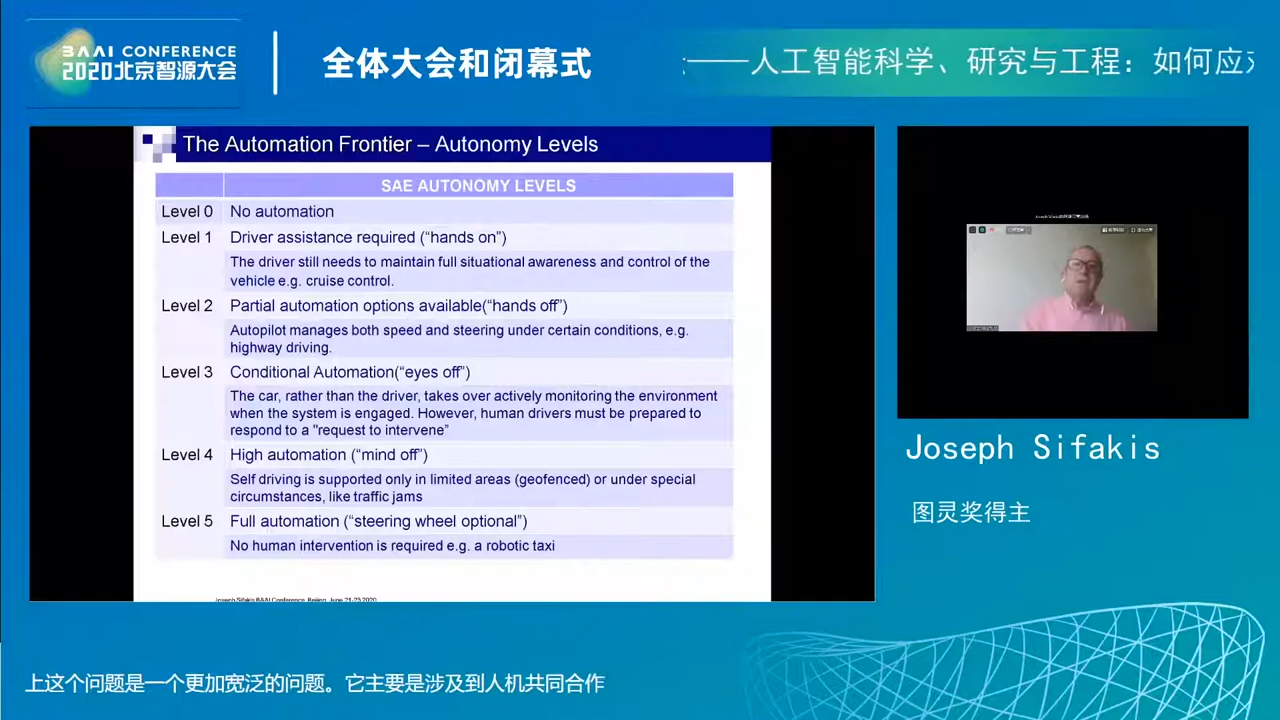 BAAI CONFERENCE
2020北京智源大会
全体大会和闭幕式
——人工智能科学、研究与工程：如何应对
The Automation Frontier – Autonomy Levels
SAE AUTONOMY LEVELS
Level 0 No automation
Level 1 Driver assistance required (“hands on”)
The driver still needs to maintain full situational awareness and control of the
vehicle e.g. cruise control.
Level 2 Partial automation options available(“hands off”)
Autopilot manages both speed and steering under certain conditions, e.g.
highway driving.
Level 3 Conditional Automation(“eyes off”)
The car, rather than the driver, takes over actively monitoring the environment
when the system is engaged. However, human drivers must be prepared to
respond to a "request to intervene”
Level 4 High automation (“mind off”)
Self driving is supported only in limited areas (geofenced) or under special
circumstances, like traffic jams
Level 5 Full automation (“steering wheel optional”)
No human intervention is required e.g. a robotic taxi
Joseph Sifakis BAAI Conference, Beijing, June 21-25 2020
Joseph Sifakis
图灵奖得主
上这个问题是一个更加宽泛的问题。它主要是涉及到人机共同合作